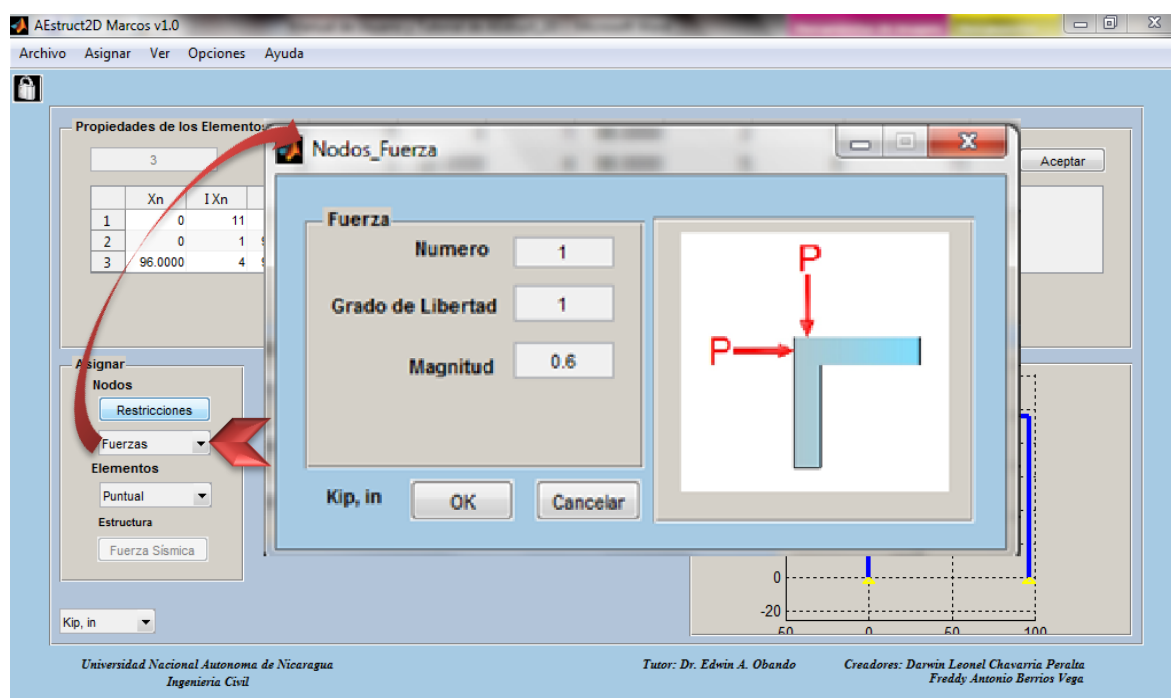 AEstruct2D Marcos v1.0
Archivo Asignar Ver Opciones Ayuda
Propiedades de los Elementos
3
Aceptar
Xn I Xn
1 0 11
2 0 1
3 96.0000 4
Nodos_Fuerza
Fuerza
Numero 1
Grado de Libertad 1
Magnitud 0.6
P
P
Kip, in OK Cancelar
Asignar
Nodos
Restricciones
Fuerzas
Elementos
Puntual
Estructura
Fuerza Sísmica
0
-20
50 0 50 100
Kip, in
Universidad Nacional Autonoma de Nicaragua
Ingenieria Civil
Tutor: Dr. Edwin A. Obando
Creadores: Darwin Leonel Chavarria Peralta
Freddy Antonio Berrios Vega